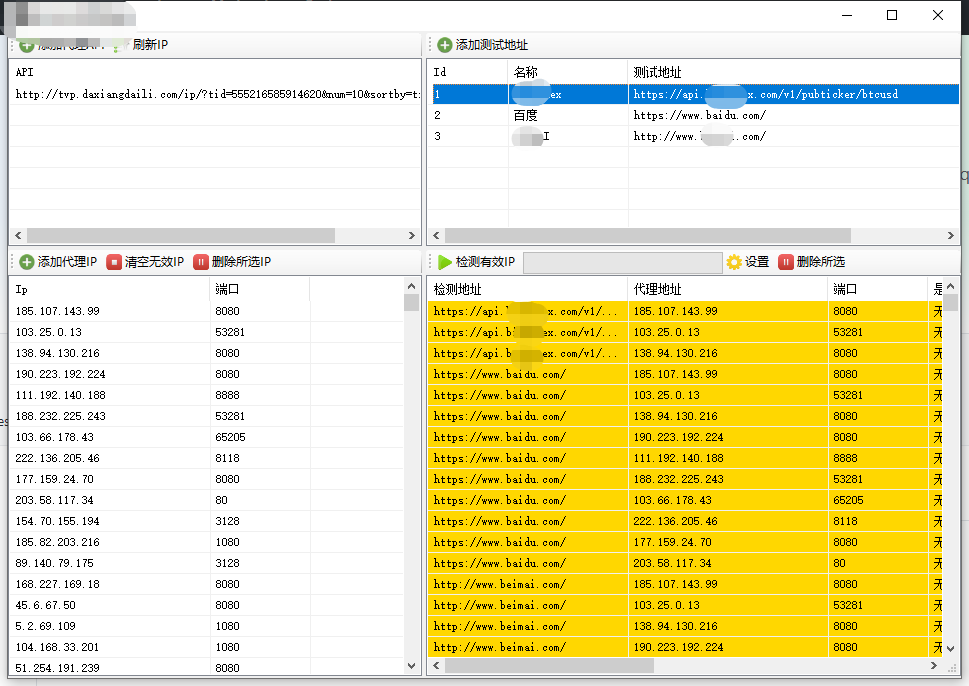 刷新IP
添加测试地址
API
http://tvp.daxiangdaili.com/ip/?tid=555216585914620&num=10&sortby=t
Id 名称 测试地址
1 ex https://api. x.com/v1/pubticker/btcusd
2 百度 https://www.baidu.com/
3 I http://www. .com/
添加代理IP 清空无效IP 删除所选IP
检测有效IP 设置 删除所选
Ip 端口
185.107.143.99 8080
103.25.0.13 53281
138.94.130.216 8080
190.223.192.224 8080
111.192.140.188 8888
188.232.225.243 53281
103.66.178.43 65205
222.136.205.46 8118
177.159.24.70 8080
203.58.117.34 80
154.70.155.194 3128
185.82.203.216 1080
89.140.79.175 3128
168.227.169.18 8080
45.6.67.50 8080
5.2.69.109 1080
104.168.33.201 1080
51.254.191.239 8080
检测地址 代理地址 端口 是
https://api. x.com/v1/... 185.107.143.99 8080 无
https://api.b ex.com/v1/... 103.25.0.13 53281 无
https://api.b ex.com/v1/... 138.94.130.216 8080 无
https://www.baidu.com/ 185.107.143.99 8080 无
https://www.baidu.com/ 103.25.0.13 53281 无
https://www.baidu.com/ 138.94.130.216 8080 无
https://www.baidu.com/ 190.223.192.224 8080 无
https://www.baidu.com/ 111.192.140.188 8888 无
https://www.baidu.com/ 188.232.225.243 53281 无
https://www.baidu.com/ 103.66.178.43 65205 无
https://www.baidu.com/ 222.136.205.46 8118 无
https://www.baidu.com/ 177.159.24.70 8080 无
https://www.baidu.com/ 203.58.117.34 80 无
http://www.beimai.com/ 185.107.143.99 8080 无
http://www.beimai.com/ 103.25.0.13 53281 无
http://www.beimai.com/ 138.94.130.216 8080 无
http://www.beimai.com/ 190.223.192.224 8080 无